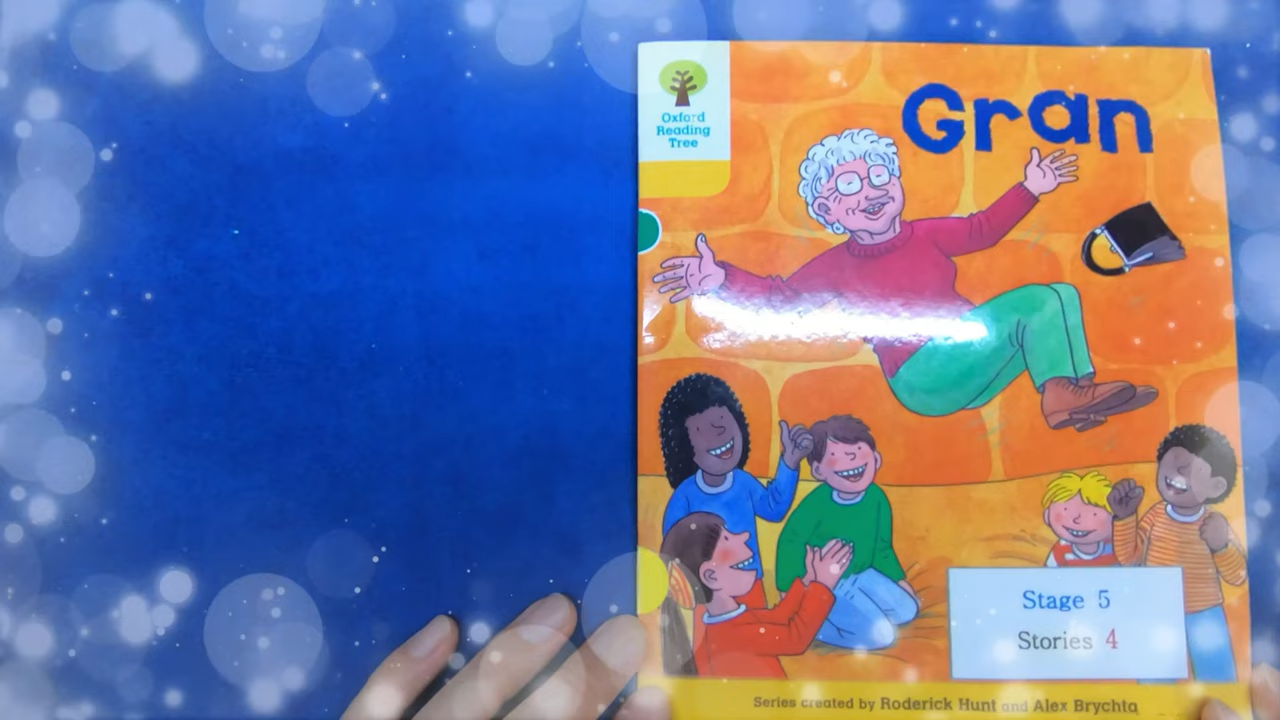 Oxford
Reading
Tree
Gran
Stage 5
Stories 4
Series created by Roderick Hunt and Alex Brychta